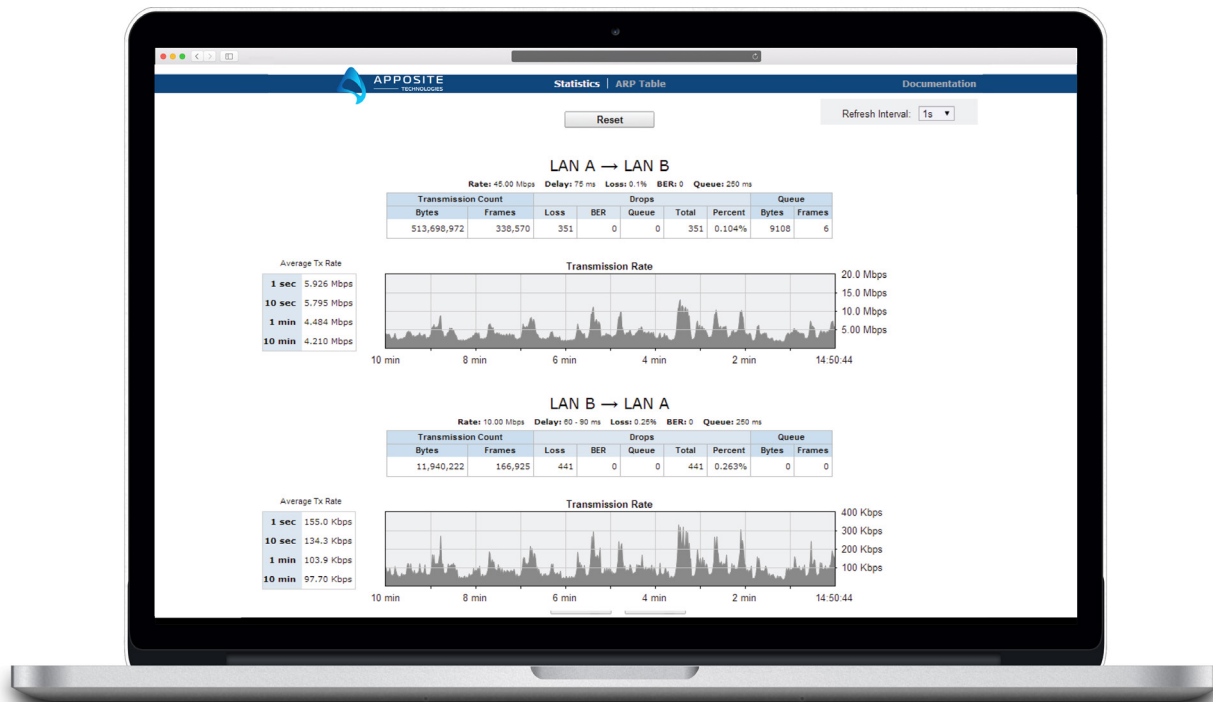 APPOSITE
TECHNOLOGIES
Statistics | ARP Table
Documentation
Reset
Refresh Interval: 1s
LAN A → LAN B
Rate: 45.00 Mbps Delay: 75 ms Loss: 0.1% BER: 0 Queue: 250 ms
Transmission Count Drops Queue
Bytes Frames Loss BER Queue Total Percent Bytes Frames
513,698,972 338,570 351 0 0 351 0.104% 9108 6
Average Tx Rate
1 sec 5.926 Mbps
10 sec 5.795 Mbps
1 min 4.484 Mbps
10 min 4.210 Mbps
Transmission Rate
20.0 Mbps
15.0 Mbps
10.0 Mbps
5.00 Mbps
10 min 8 min 6 min 4 min 2 min 14:50:44
LAN B → LAN A
Rate: 10.00 Mbps Delay: 60 - 90 ms Loss: 0.25% BER: 0 Queue: 250 ms
Transmission Count Drops Queue
Bytes Frames Loss BER Queue Total Percent Bytes Frames
11,940,222 166,925 441 0 0 441 0.263% 0 0
Average Tx Rate
1 sec 155.0 Kbps
10 sec 134.3 Kbps
1 min 103.9 Kbps
10 min 97.70 Kbps
Transmission Rate
400 Kbps
300 Kbps
200 Kbps
100 Kbps
10 min 8 min 6 min 4 min 2 min 14:50:44